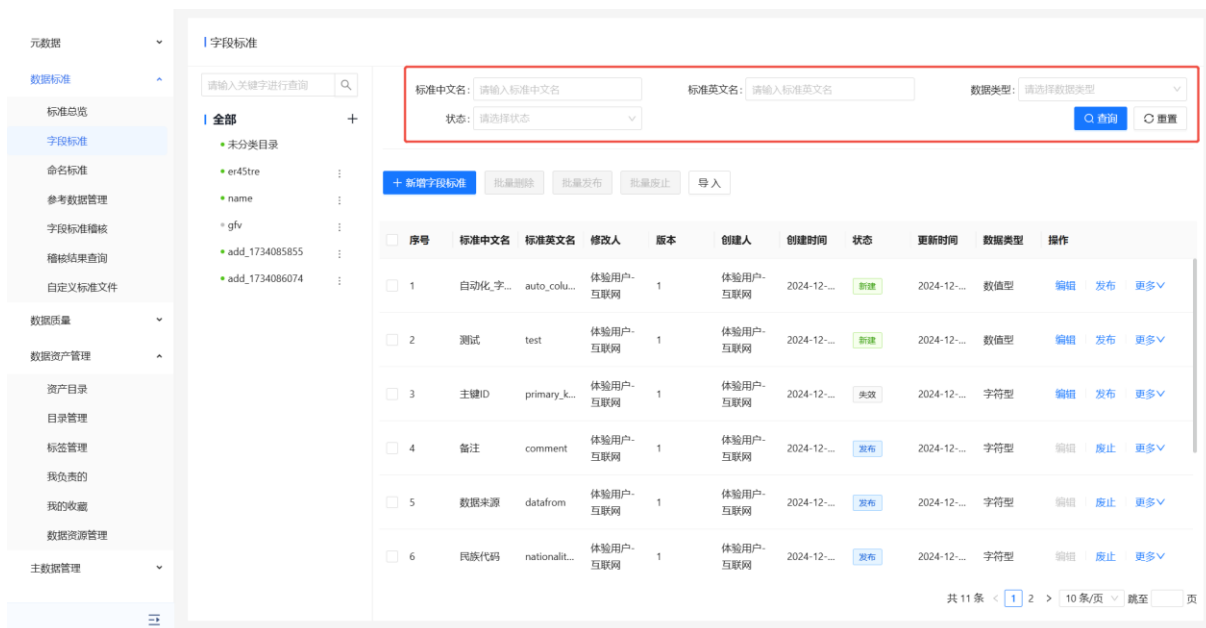 元数据
数据标准
标准总览
字段标准
命名标准
参考数据管理
字段标准稽核
稽核结果查询
自定义标准文件
数据质量
数据资产管理
资产目录
目录管理
标签管理
我负责的
我的收藏
数据资源管理
主数据管理
字段标准
请输入关键字进行查询
全部 +
未分类目录
er45tre
name
gfv
add_1734085855
add_1734086074
标准中文名: 请输入标准中文名 标准英文名: 请输入标准英文名 数据类型: 请选择数据类型
状态: 请选择状态 查询 重置
+ 新增字段标准 批量删除 批量发布 批量废止 导入
序号 标准中文名 标准英文名 修改人 版本 创建人 创建时间 状态 更新时间 数据类型 操作
1 自动化_字... auto_colu... 体验用户-互联网 1 体验用户-互联网 2024-12-... 新建 2024-12-... 数值型 编辑 发布 更多
2 测试 test 体验用户-互联网 1 体验用户-互联网 2024-12-... 新建 2024-12-... 数值型 编辑 发布 更多
3 主键ID primary_k... 体验用户-互联网 1 体验用户-互联网 2024-12-... 失效 2024-12-... 字符型 编辑 发布 更多
4 备注 comment 体验用户-互联网 1 体验用户-互联网 2024-12-... 发布 2024-12-... 字符型 编辑 废止 更多
5 数据来源 datafrom 体验用户-互联网 1 体验用户-互联网 2024-12-... 发布 2024-12-... 字符型 编辑 废止 更多
6 民族代码 nationalit... 体验用户-互联网 1 体验用户-互联网 2024-12-... 发布 2024-12-... 字符型 编辑 废止 更多
共 11 条 < 1 2 > 10 条/页 跳至 页